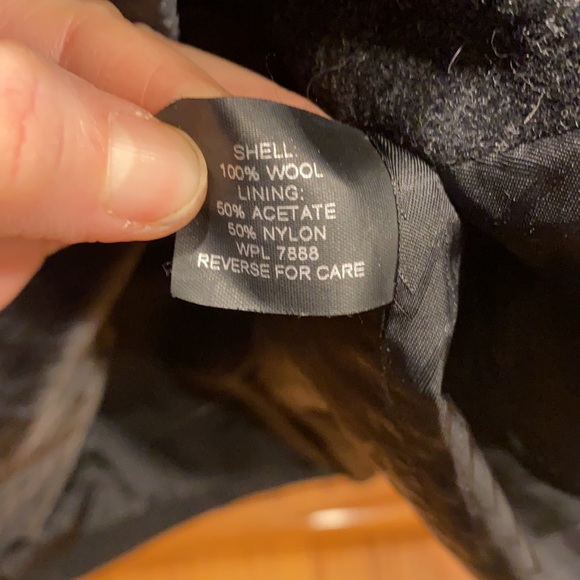 SHELL:
100% WOOL
LINING:
50% ACETATE
50% NYLON
WPL 7888
REVERSE FOR CARE